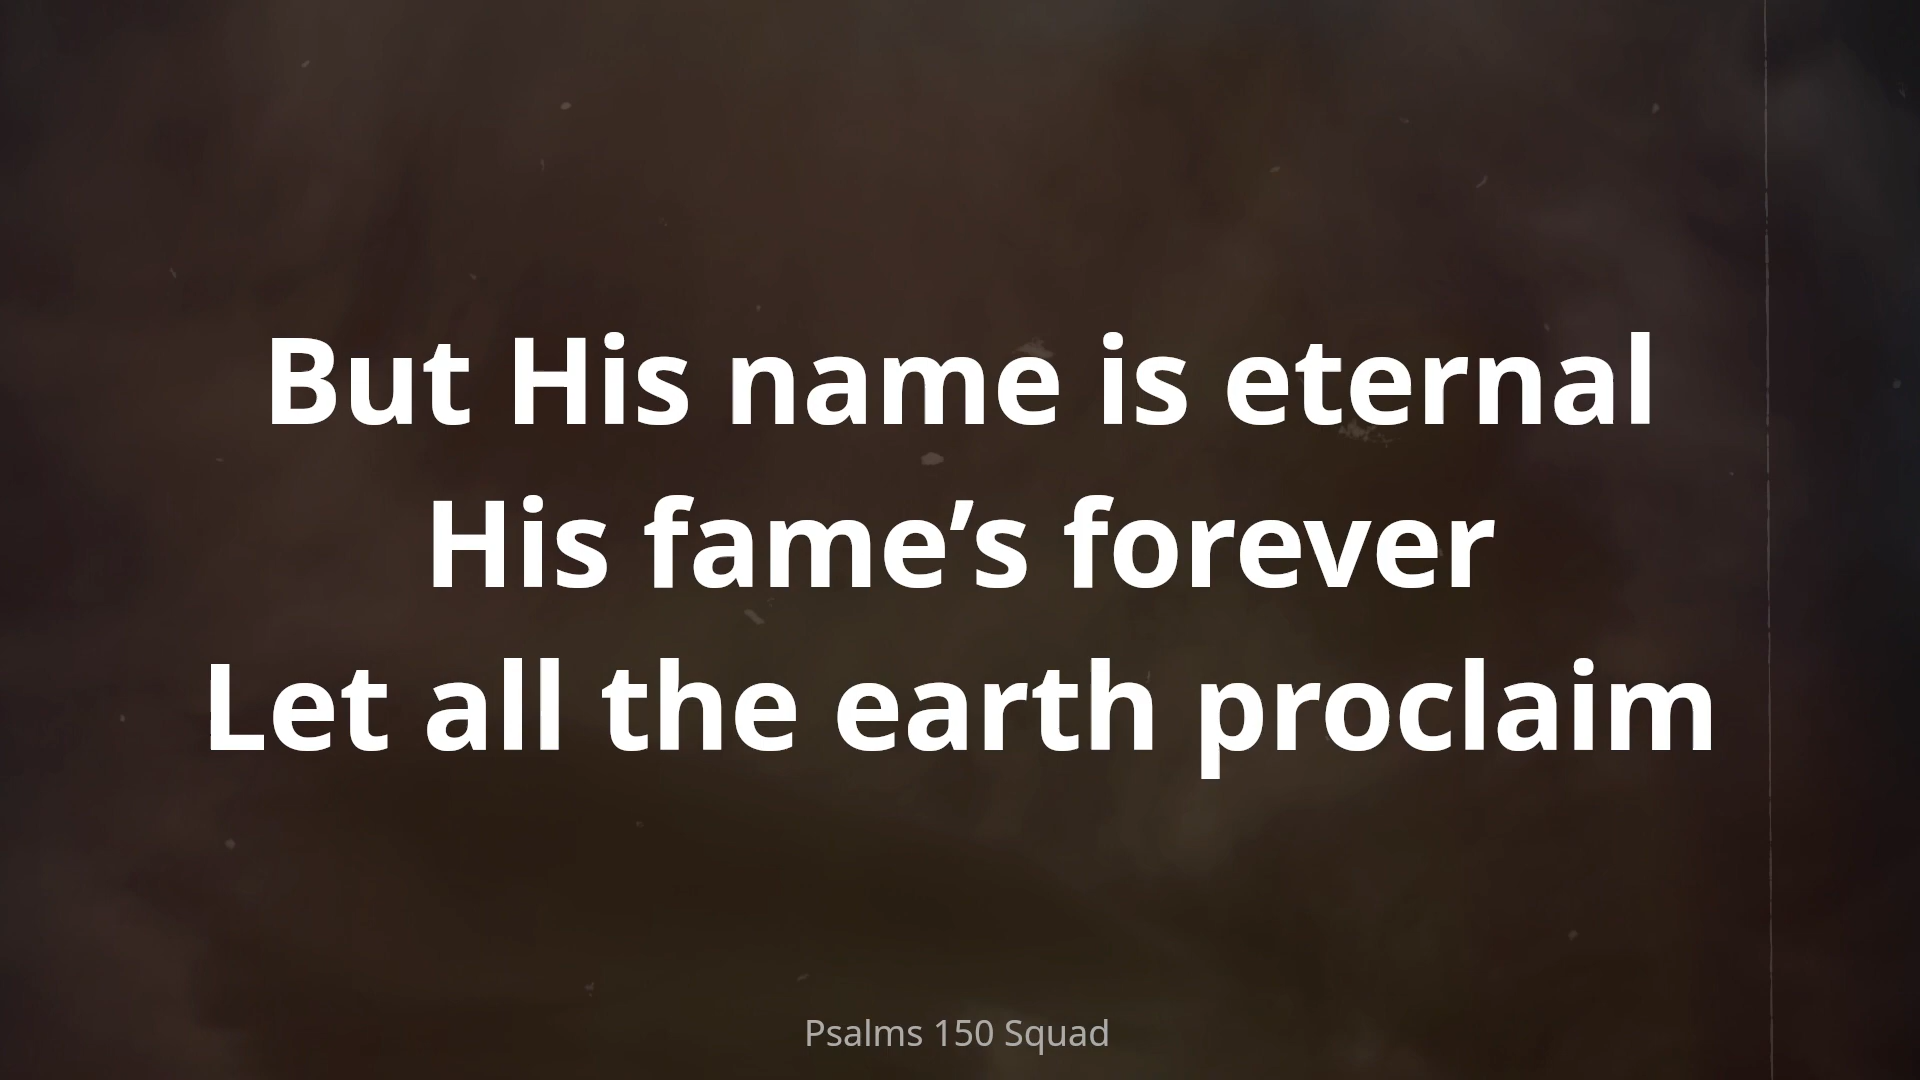 But His name is eternal
His fame’s forever
Let all the earth proclaim
Psalms 150 Squad